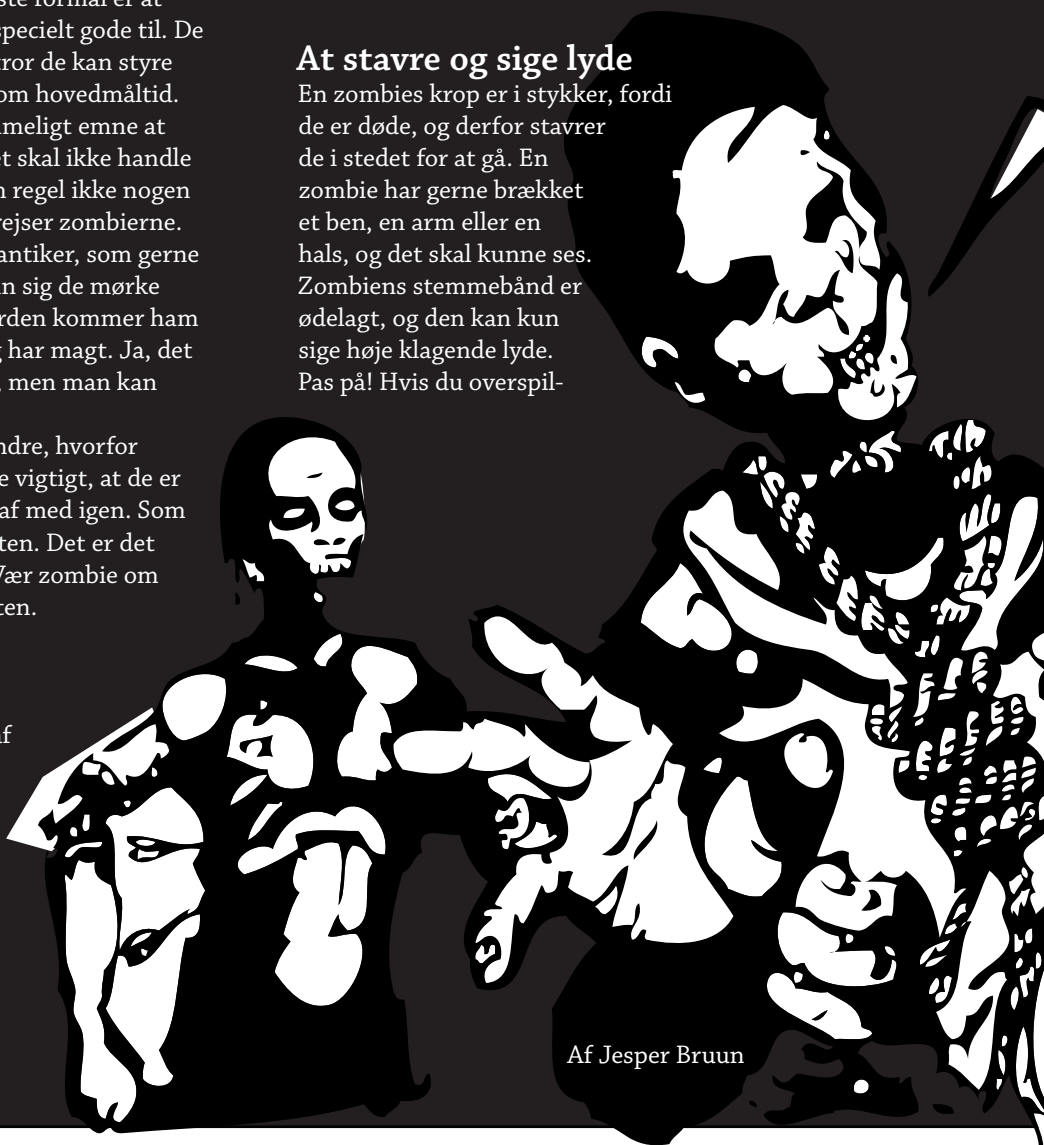 specielt gode til. De
tror de kan styre
om hovedmåltid.
meligt emne at
et skal ikke handle
n regel ikke nogen
rejser zombierne.
antiker, som gerne
n sig de mørke
rden kommer ham
g har magt. Ja, det
, men man kan
ndre, hvorfor
e vigtigt, at de er
af med igen. Som
ten. Det er det
Vær zombie om
ten.
af
At stavre og sige lyde
En zombies krop er i stykker, fordi
de er døde, og derfor stavrer
de i stedet for at gå. En
zombie har gerne brækket
et ben, en arm eller en
hals, og det skal kunne ses.
Zombiens stemmebånd er
ødelagt, og den kan kun
sige høje klagende lyde.
Pas på! Hvis du overspil-
Af Jesper Bruun